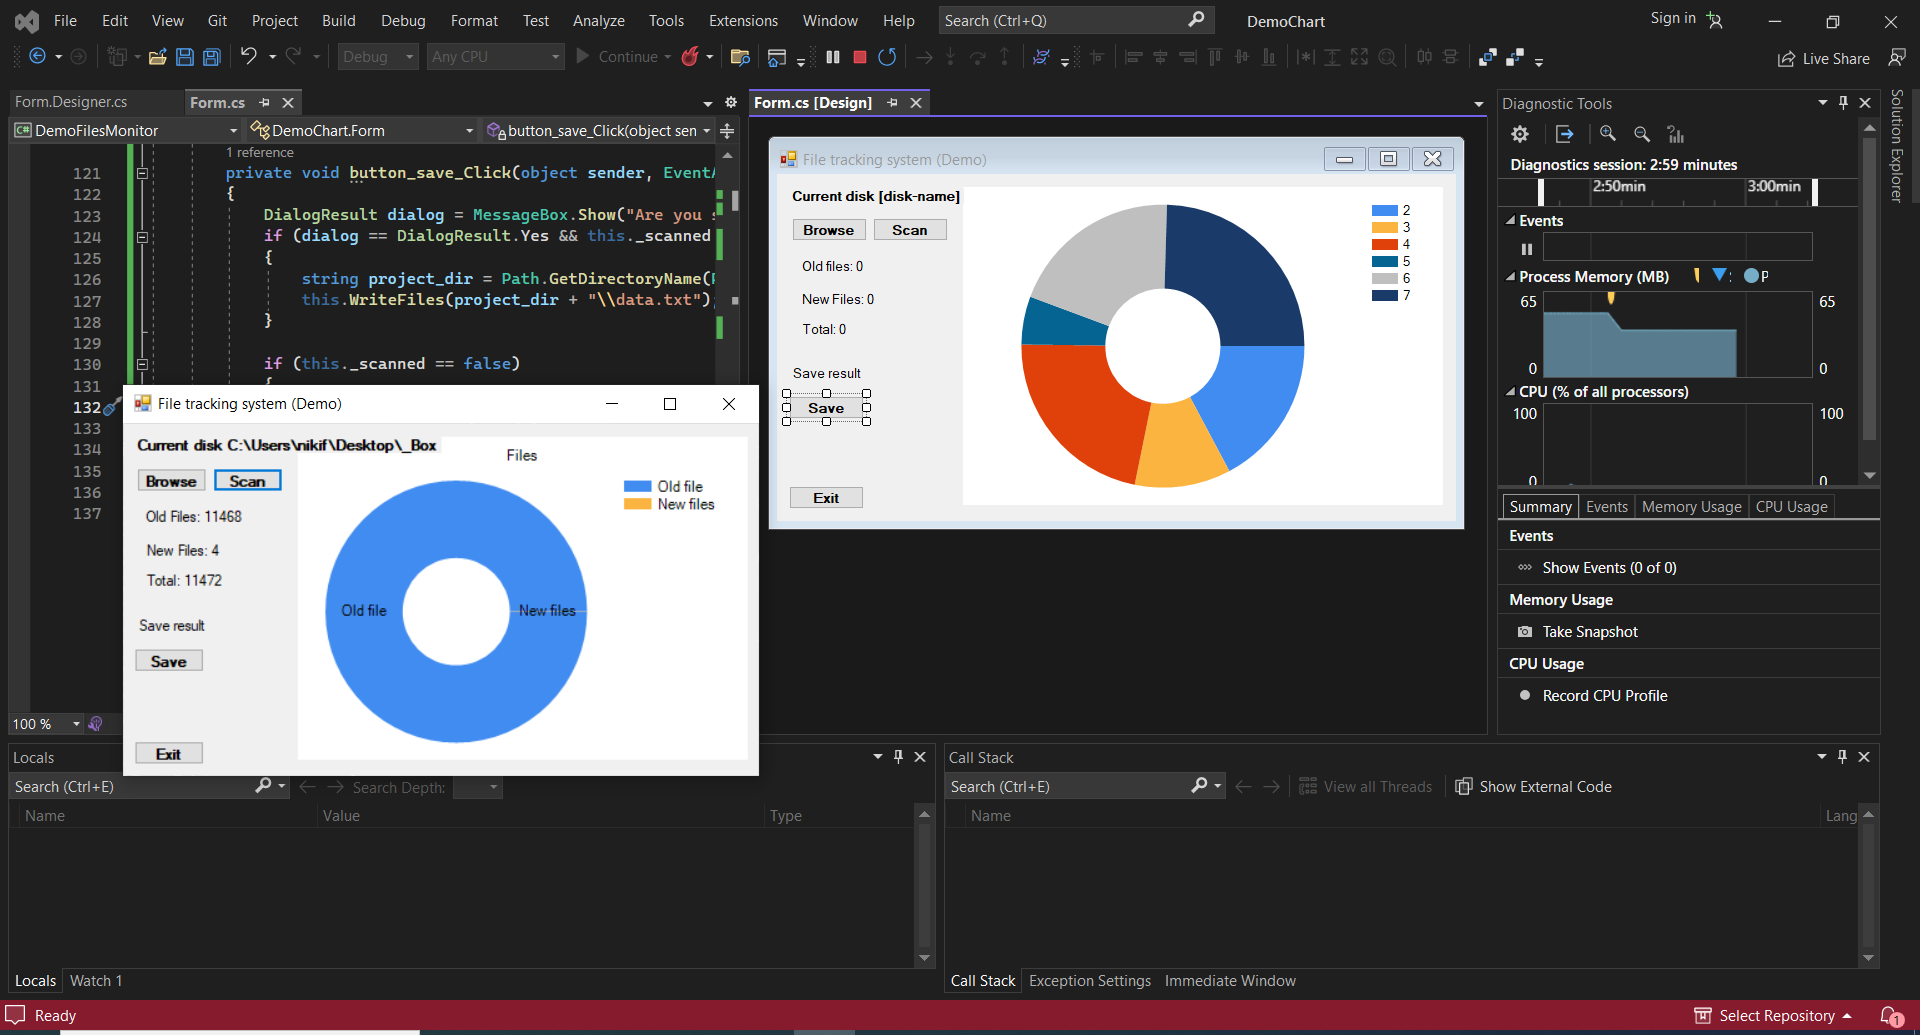 File Edit View Git Project Build Debug Format Test Analyze Tools Extensions Window Help Search (Ctrl+Q) DemoChart Sign in
Debug Any CPU Continue Live Share
Form.Designer.cs Form.cs
DemoFilesMonitor DemoChart.Form button_save_Click(object sen
1 reference
121 private void button_save_Click(object sender, EventA
122 {
123 DialogResult dialog = MessageBox.Show("Are you s
124 if (dialog == DialogResult.Yes && this._scanned
125 {
126 string project_dir = Path.GetDirectoryName(
127 this.WriteFiles(project_dir + "\\data.txt");
128 }
129
130 if (this._scanned == false)
131 {
132
133
134
135
136
137
100 %
File tracking system (Demo)
Current disk C:\Users\nikif\Desktop\_Box
Browse Scan
Old Files: 11468
New Files: 4
Total: 11472
Save result
Save
Exit
Files
Old file
New files
Old file
New files
Form.cs [Design]
File tracking system (Demo)
Current disk [disk-name]
Browse Scan
Old files: 0
New Files: 0
Total: 0
Save result
Save
Exit
2
3
4
5
6
7
Diagnostic Tools
Diagnostics session: 2:59 minutes
2:50min 3:00min
Events
Process Memory (MB) P
65 65
0 0
CPU (% of all processors)
100 100
0 0
Summary Events Memory Usage CPU Usage
Events
Show Events (0 of 0)
Memory Usage
Take Snapshot
CPU Usage
Record CPU Profile
Solution Explorer
Locals
Search (Ctrl+E) Search Depth:
Name Value Type
Locals Watch 1
Call Stack
Search (Ctrl+E) View all Threads Show External Code
Name Lang
Call Stack Exception Settings Immediate Window
Ready Select Repository 1